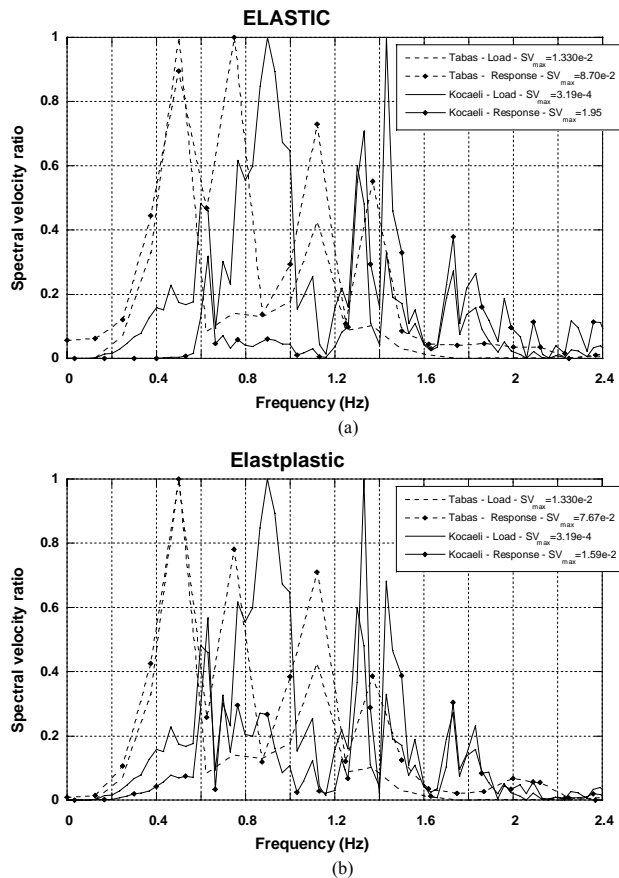 ELASTIC
Spectral velocity ratio
1
0.8
0.6
0.4
0.2
0
Tabas - Load - SVmax=1.330e-2
Tabas - Response - SVmax=8.70e-2
Kocaeli - Load - SVmax=3.19e-4
Kocaeli - Response - SVmax=1.95
0 0.4 0.8 1.2 1.6 2 2.4
Frequency (Hz)
(a)
Elastplastic
Spectral velocity ratio
1
0.8
0.6
0.4
0.2
0
Tabas - Load - SVmax=1.330e-2
Tabas - Response - SVmax=7.67e-2
Kocaeli - Load - SVmax=3.19e-4
Kocaeli - Response - SVmax=1.59e-2
0 0.4 0.8 1.2 1.6 2 2.4
Frequency (Hz)
(b)